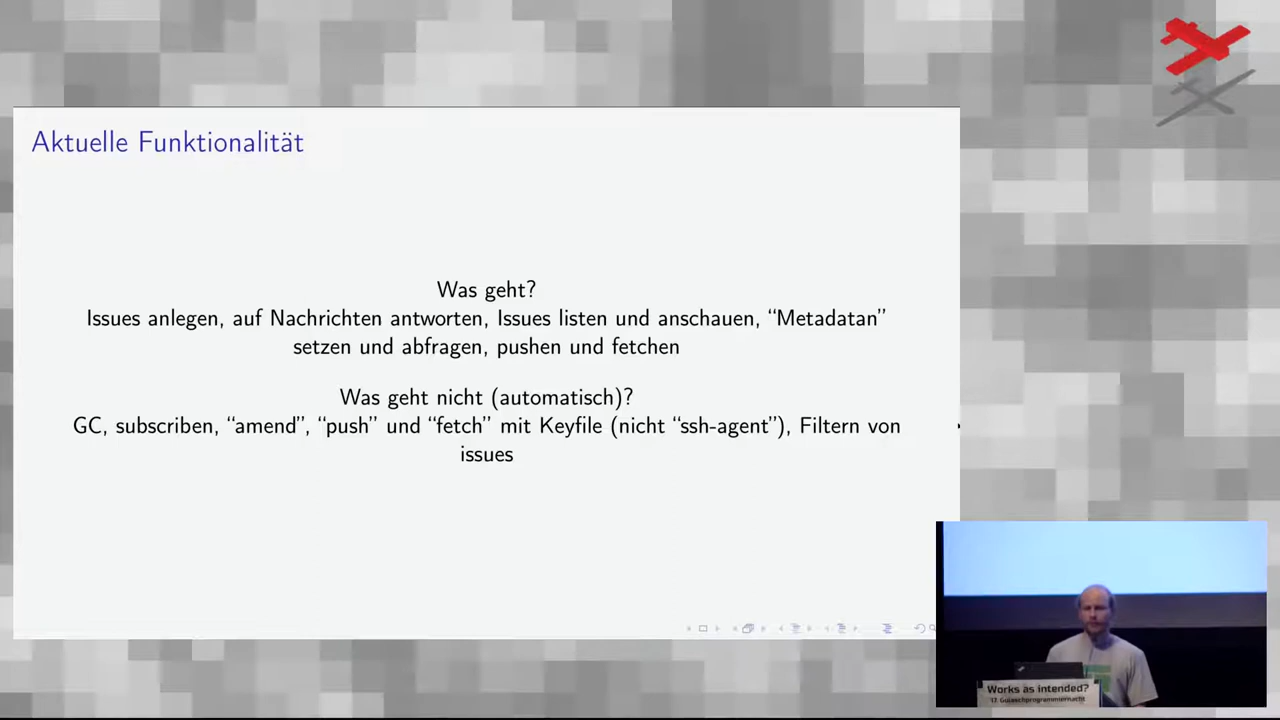 Aktuelle Funktionalität
Was geht?
Issues anlegen, auf Nachrichten antworten, Issues listen und anschauen, “Metadatan”
setzen und abfragen, pushen und fetchen
Was geht nicht (automatisch)?
GC, subscriben, “amend”, “push” und “fetch” mit Keyfile (nicht “ssh-agent”), Filtern von
issues
Works as intended?
17. Gulaschprogrammiernacht